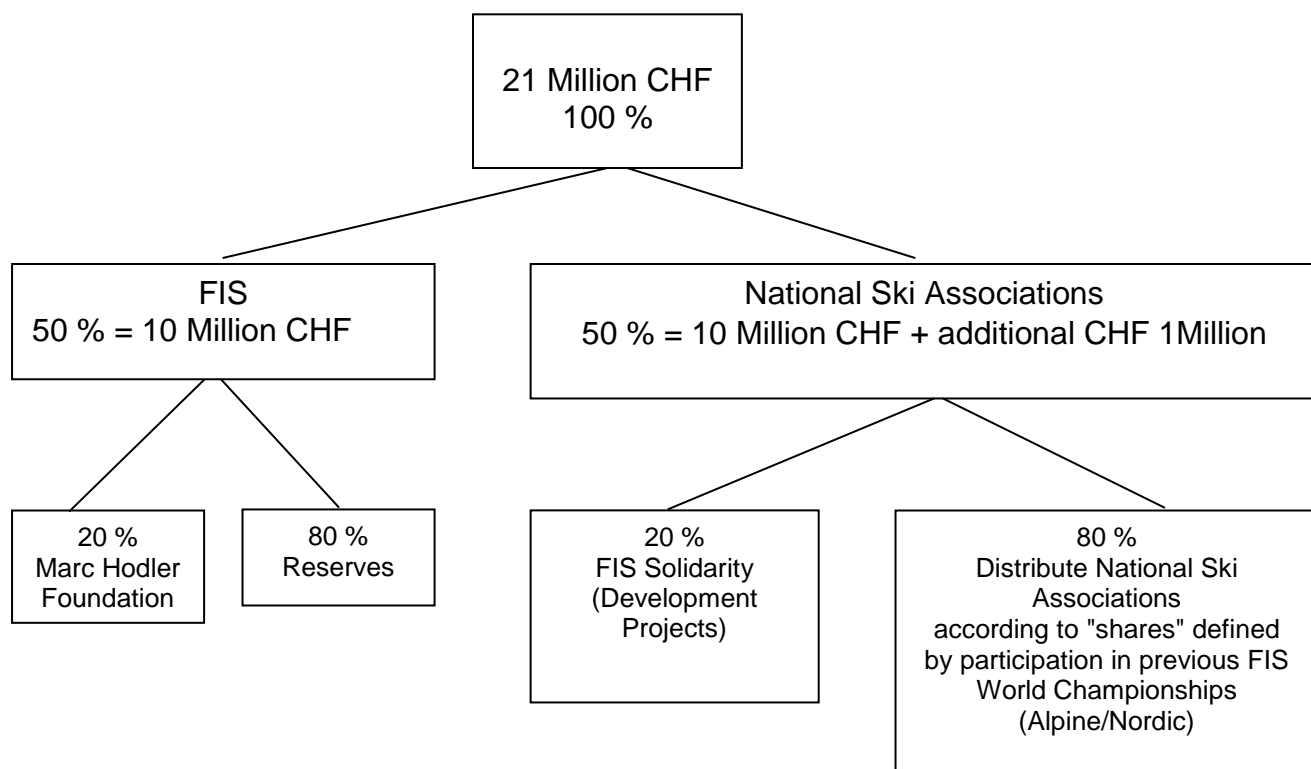 21 Million CHF
100 %
FIS
50 % = 10 Million CHF
National Ski Associations
50 % = 10 Million CHF + additional CHF 1Million
20 %
Marc Hodler
Foundation
80 %
Reserves
20 %
FIS Solidarity
(Development
Projects)
80 %
Distribute National Ski
Associations
according to "shares" defined
by participation in previous FIS
World Championships
(Alpine/Nordic)